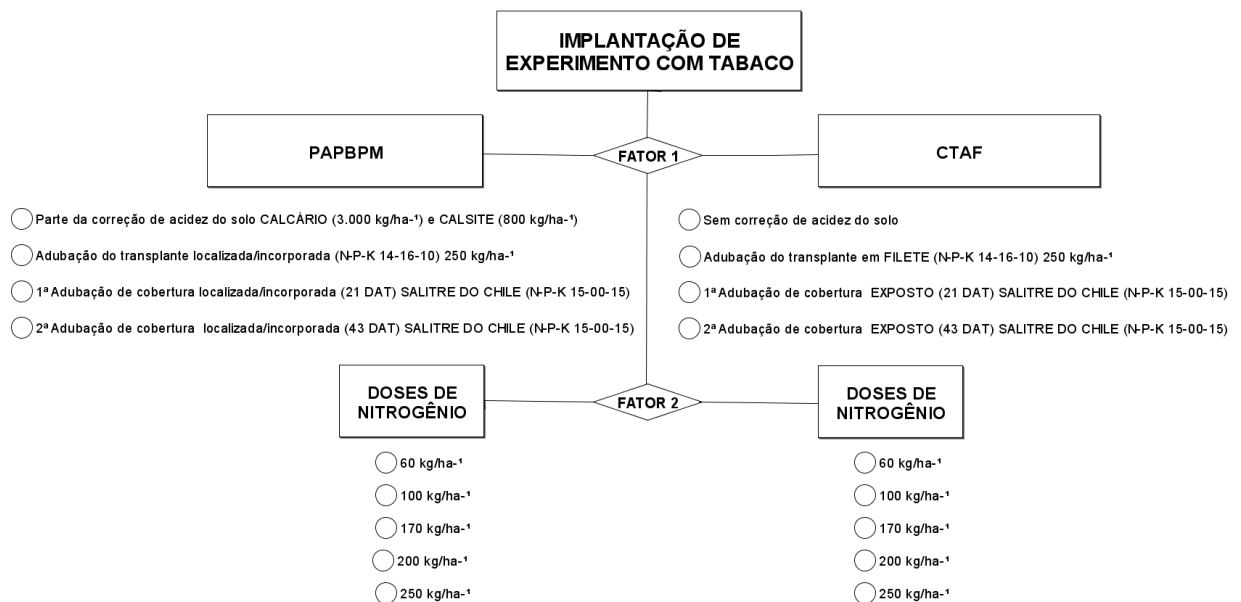 IMPLANTAÇÃO DE
EXPERIMENTO COM TABACO
PAPBPM
FATOR 1
CTAF
Parte da correção de acidez do solo CALCÁRIO (3.000 kg/ha-¹) e CALSITE (800 kg/ha-¹)
Adubação do transplante localizada/incorporada (N-P-K 14-16-10) 250 kg/ha-¹
1ª Adubação de cobertura localizada/incorporada (21 DAT) SALITRE DO CHILE (N-P-K 15-00-15)
2ª Adubação de cobertura localizada/incorporada (43 DAT) SALITRE DO CHILE (N-P-K 15-00-15)
Sem correção de acidez do solo
Adubação do transplante em FILETE (N-P-K 14-16-10) 250 kg/ha-¹
1ª Adubação de cobertura EXPOSTO (21 DAT) SALITRE DO CHILE (N-P-K 15-00-15)
2ª Adubação de cobertura EXPOSTO (43 DAT) SALITRE DO CHILE (N-P-K 15-00-15)
DOSES DE
NITROGÊNIO
FATOR 2
DOSES DE
NITROGÊNIO
60 kg/ha-¹
100 kg/ha-¹
170 kg/ha-¹
200 kg/ha-¹
250 kg/ha-¹
60 kg/ha-¹
100 kg/ha-¹
170 kg/ha-¹
200 kg/ha-¹
250 kg/ha-¹